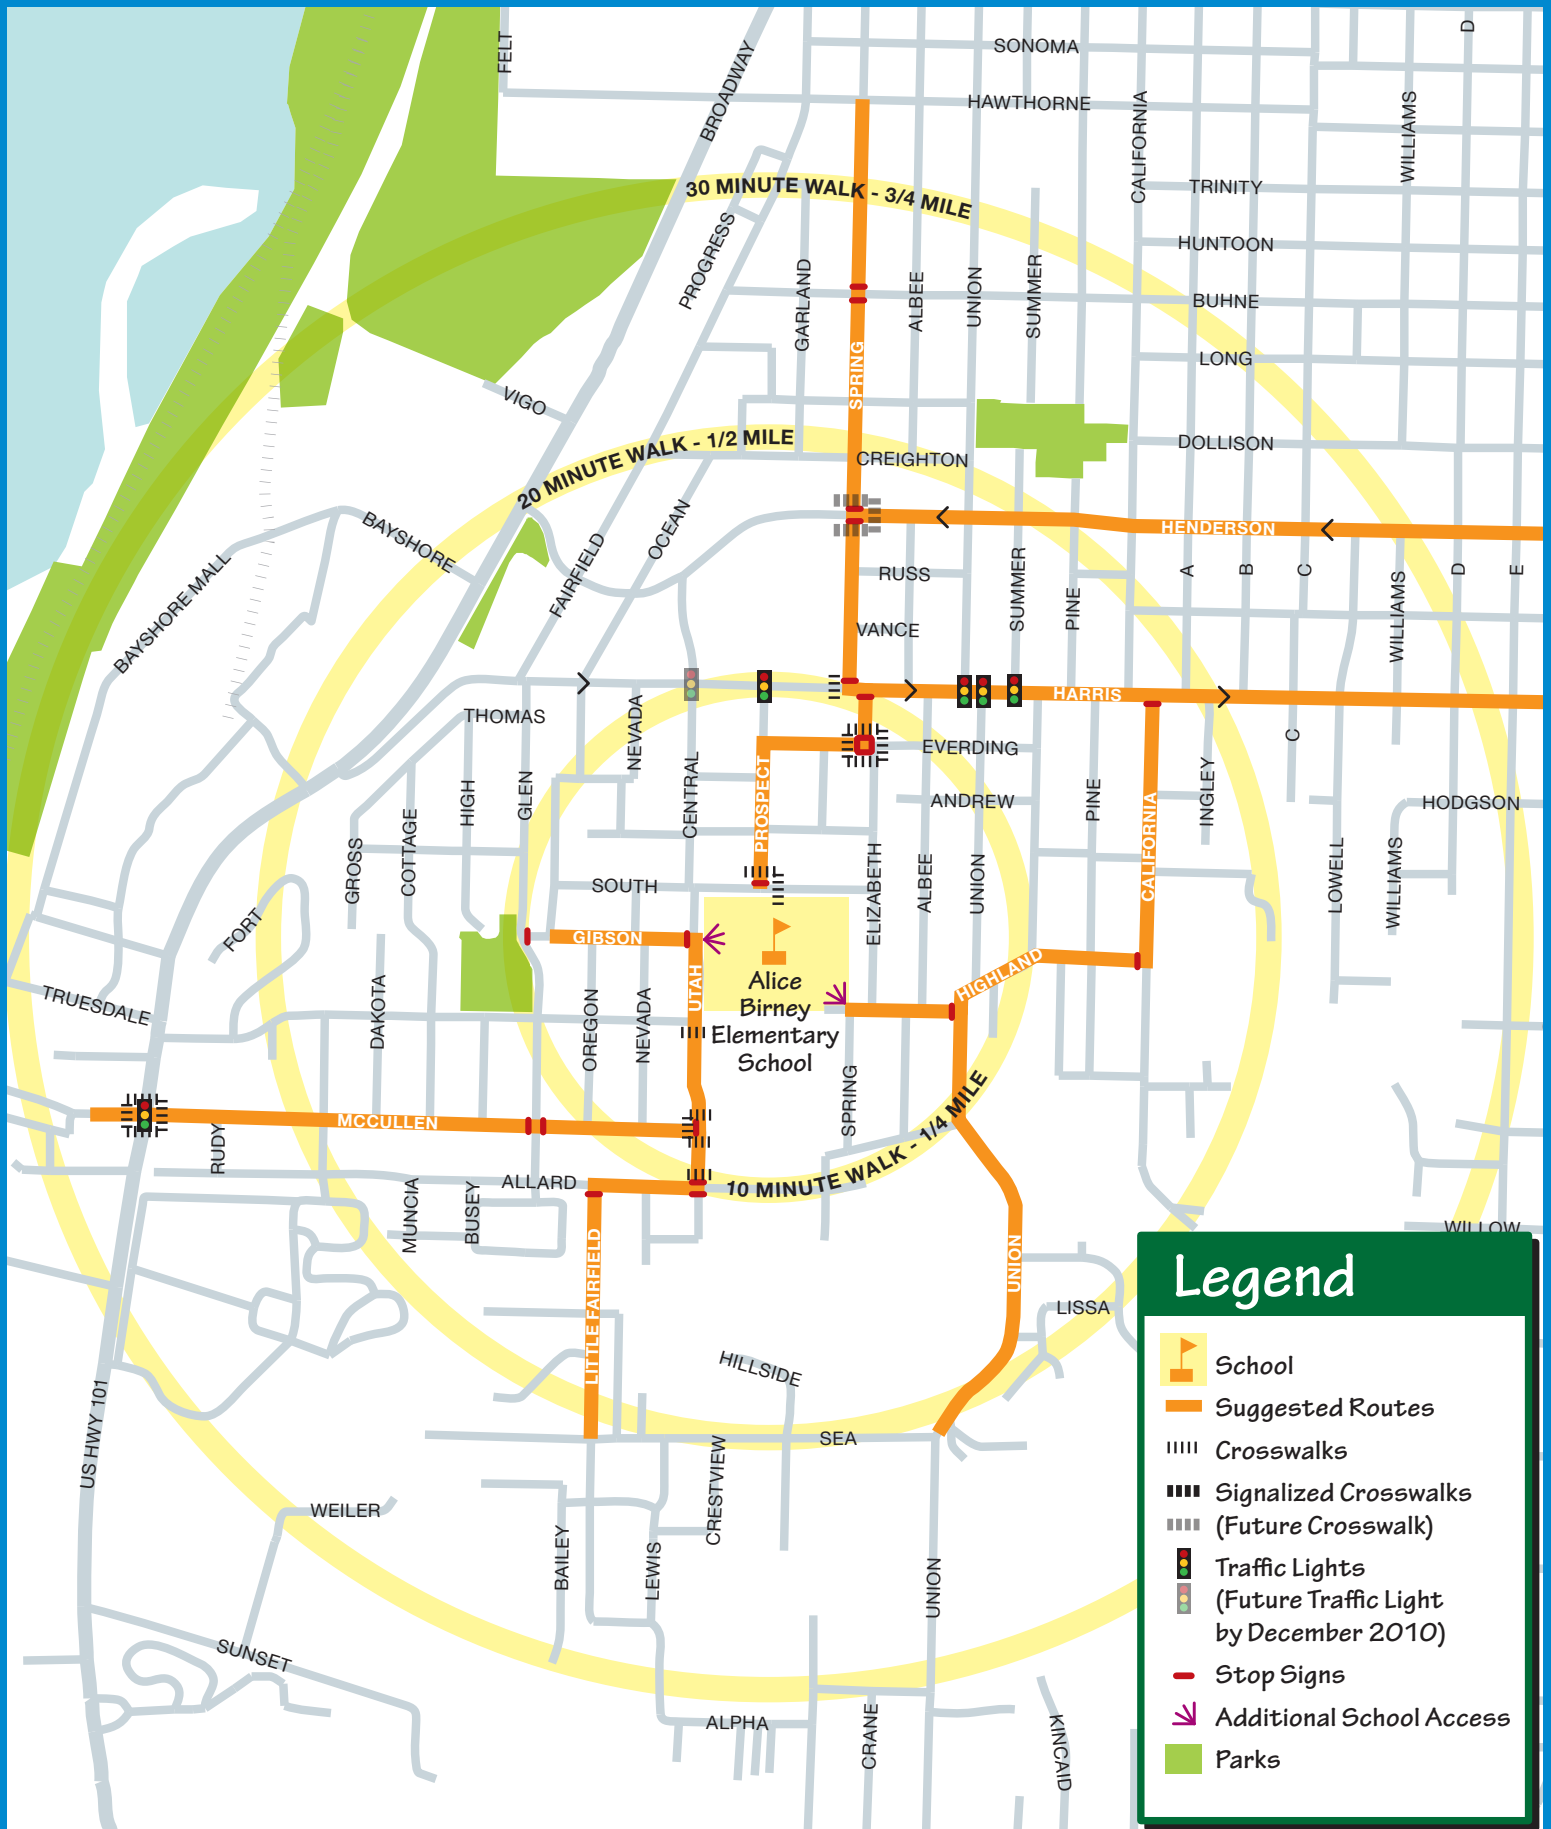 FELT
BROADWAY
SONOMA
D
HAWTHORNE
CALIFORNIA
WILLIAMS
30 MINUTE WALK - 3/4 MILE
TRINITY
PROGRESS
HUNTOON
GARLAND
ALBEE
UNION
SUMMER
BUHNE
SPRING
LONG
VIGO
20 MINUTE WALK - 1/2 MILE
DOLLISON
CREIGHTON
BAYSHORE
OCEAN
HENDERSON
BAYSHORE MALL
FAIRFIELD
RUSS
SUMMER
PINE
A
B
C
WILLIAMS
D
E
VANCE
HARRIS
THOMAS
NEVADA
EVERDING
C
HIGH
GLEN
CENTRAL
PROSPECT
ANDREW
PINE
CALIFORNIA
INGLEY
HODGSON
GROSS
COTTAGE
SOUTH
ELIZABETH
ALBEE
UNION
LOWELL
WILLIAMS
FORT
GIBSON
HIGHLAND
TRUESDALE
DAKOTA
OREGON
NEVADA
UTAH
Alice
Birney
Elementary
School
SPRING
MCCULLEN
RUDY
10 MINUTE WALK - 1/4 MILE
ALLARD
MUNCIA
BUSEY
WILLOW
LITTLE FAIRFIELD
UNION
LISSA
HILLSIDE
US HWY 101
SEA
CRESTVIEW
WEILER
BAILEY
LEWIS
UNION
SUNSET
ALPHA
CRANE
KINCAID
Legend
School
Suggested Routes
Crosswalks
Signalized Crosswalks
(Future Crosswalk)
Traffic Lights
(Future Traffic Light
by December 2010)
Stop Signs
Additional School Access
Parks